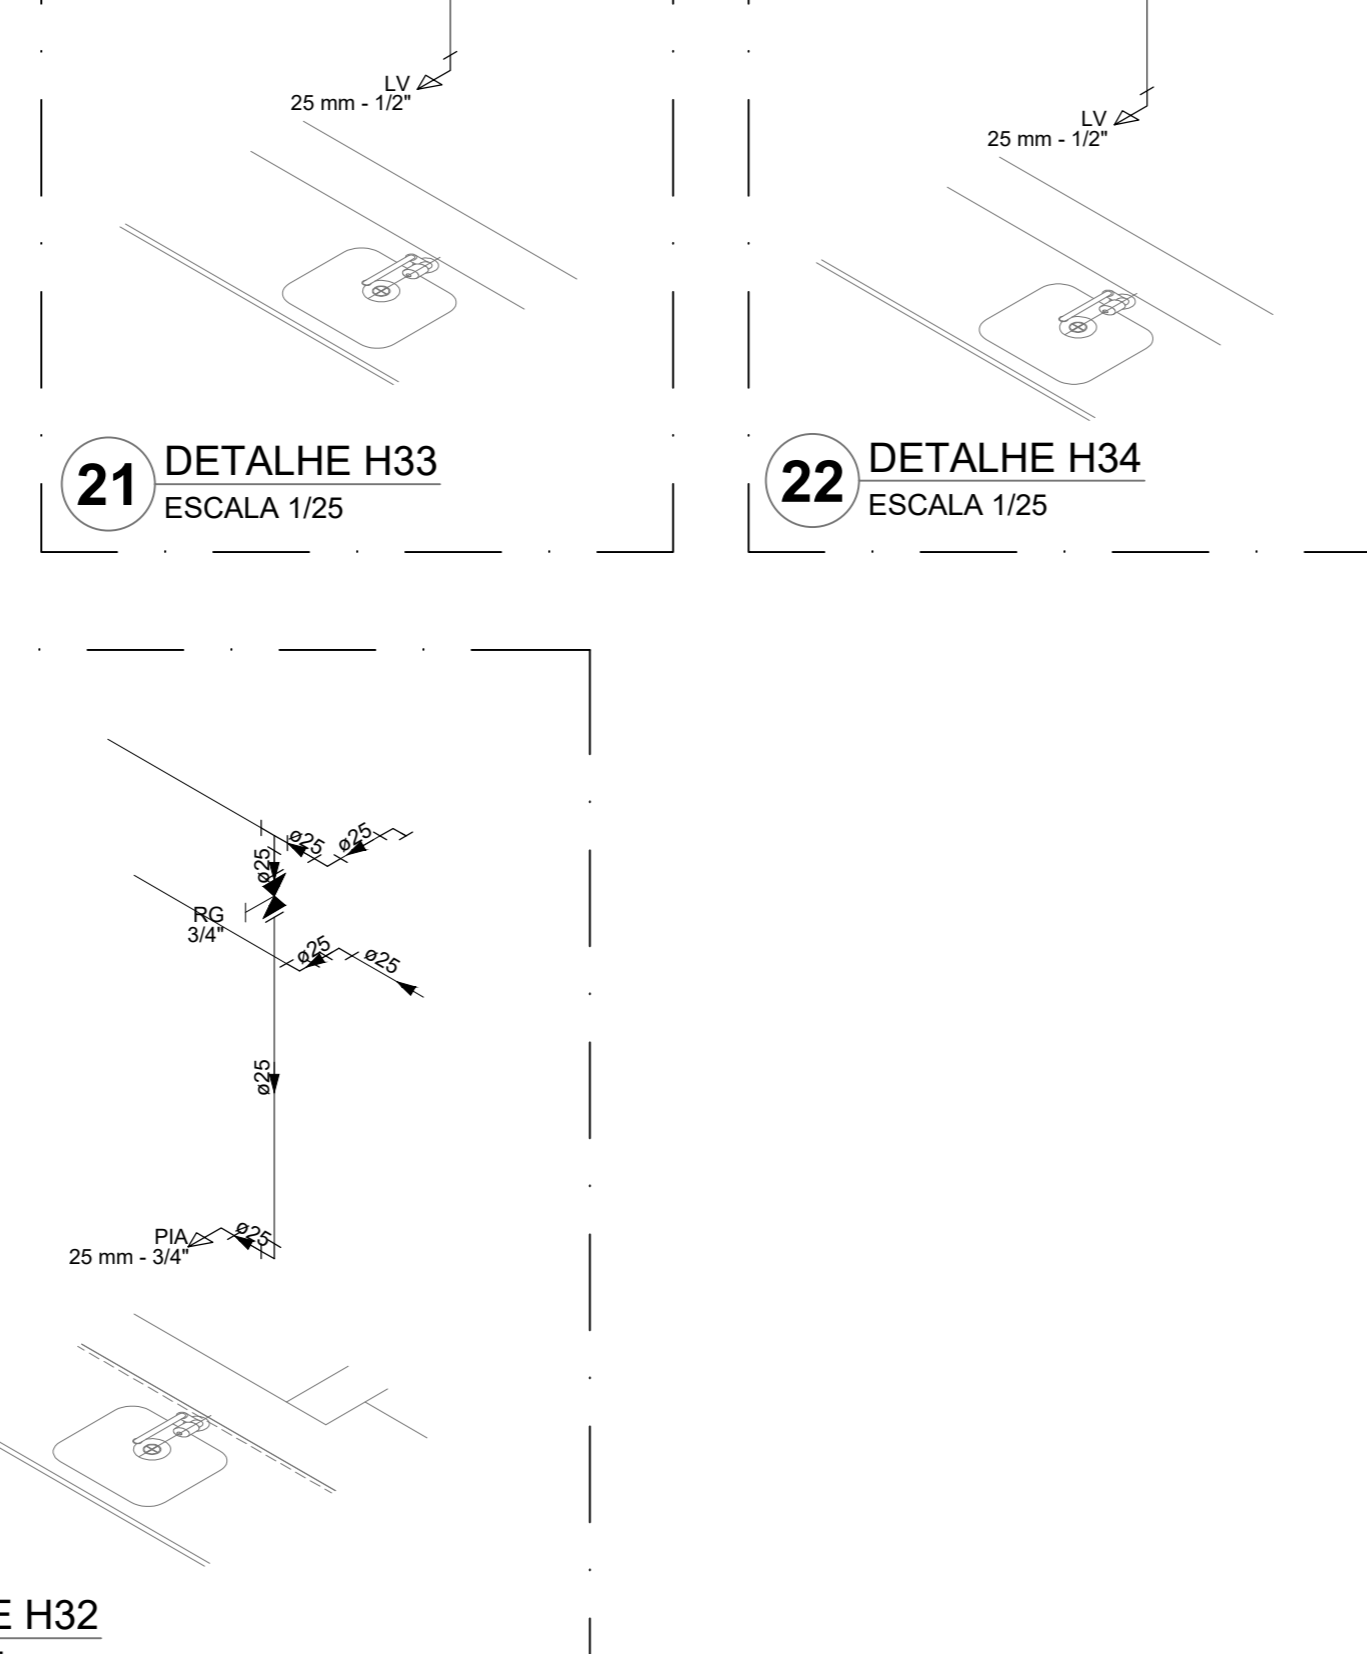 LV
25 mm - 1/2"
LV
25 mm - 1/2"
21
DETALHE H33
ESCALA 1/25
22
DETALHE H34
ESCALA 1/25
ø25
ø25
ø25
RG
3/4"
ø25
ø25
ø25
PIA
25 mm - 3/4"
ø25
E H32